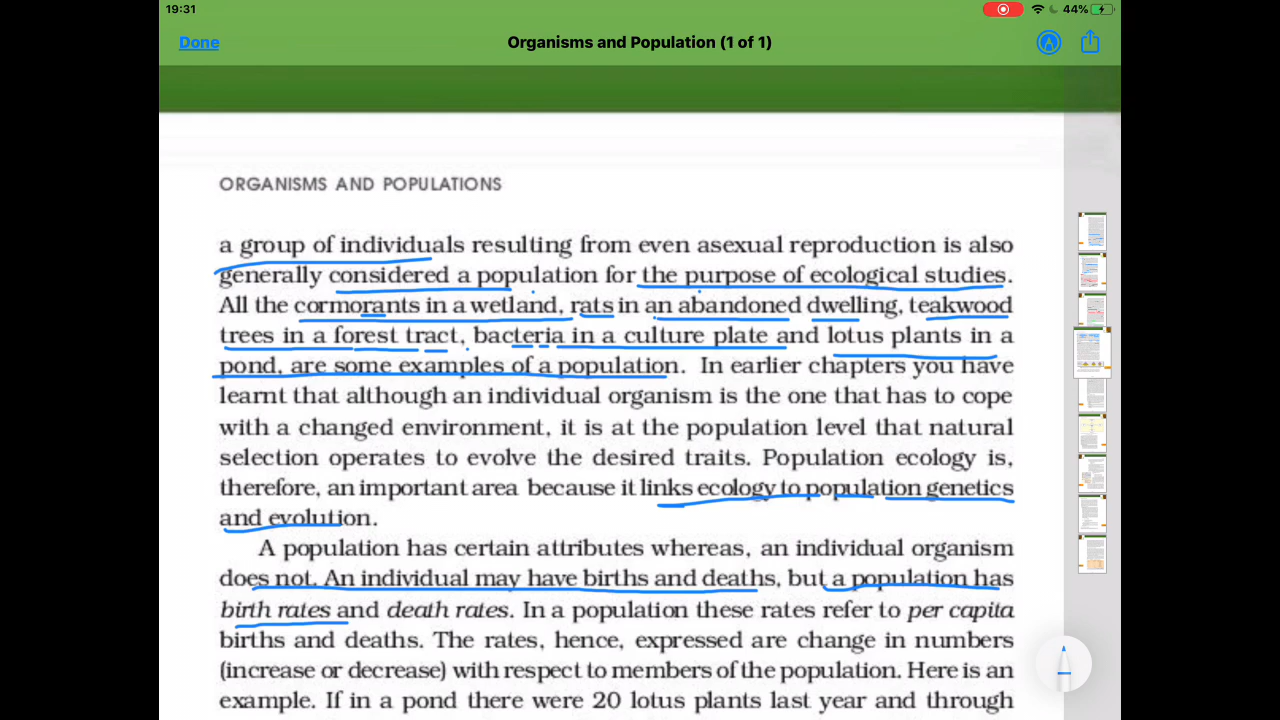 19:31
44%
Done
Organisms and Population (1 of 1)
ORGANISMS AND POPULATIONS
a group of individuals resulting from even asexual reproduction is also
generally considered a population for the purpose of ecological studies.
All the cormorants in a wetland, rats in an abandoned dwelling, teakwood
trees in a forest tract, bacteria in a culture plate and lotus plants in a
pond, are some examples of a population. In earlier chapters you have
learnt that although an individual organism is the one that has to cope
with a changed environment, it is at the population level that natural
selection operates to evolve the desired traits. Population ecology is,
therefore, an important area because it links ecology to population genetics
and evolution.
A population has certain attributes whereas, an individual organism
does not. An individual may have births and deaths, but a population has
birth rates and death rates. In a population these rates refer to per capita
births and deaths. The rates, hence, expressed are change in numbers
(increase or decrease) with respect to members of the population. Here is an
example. If in a pond there were 20 lotus plants last year and through